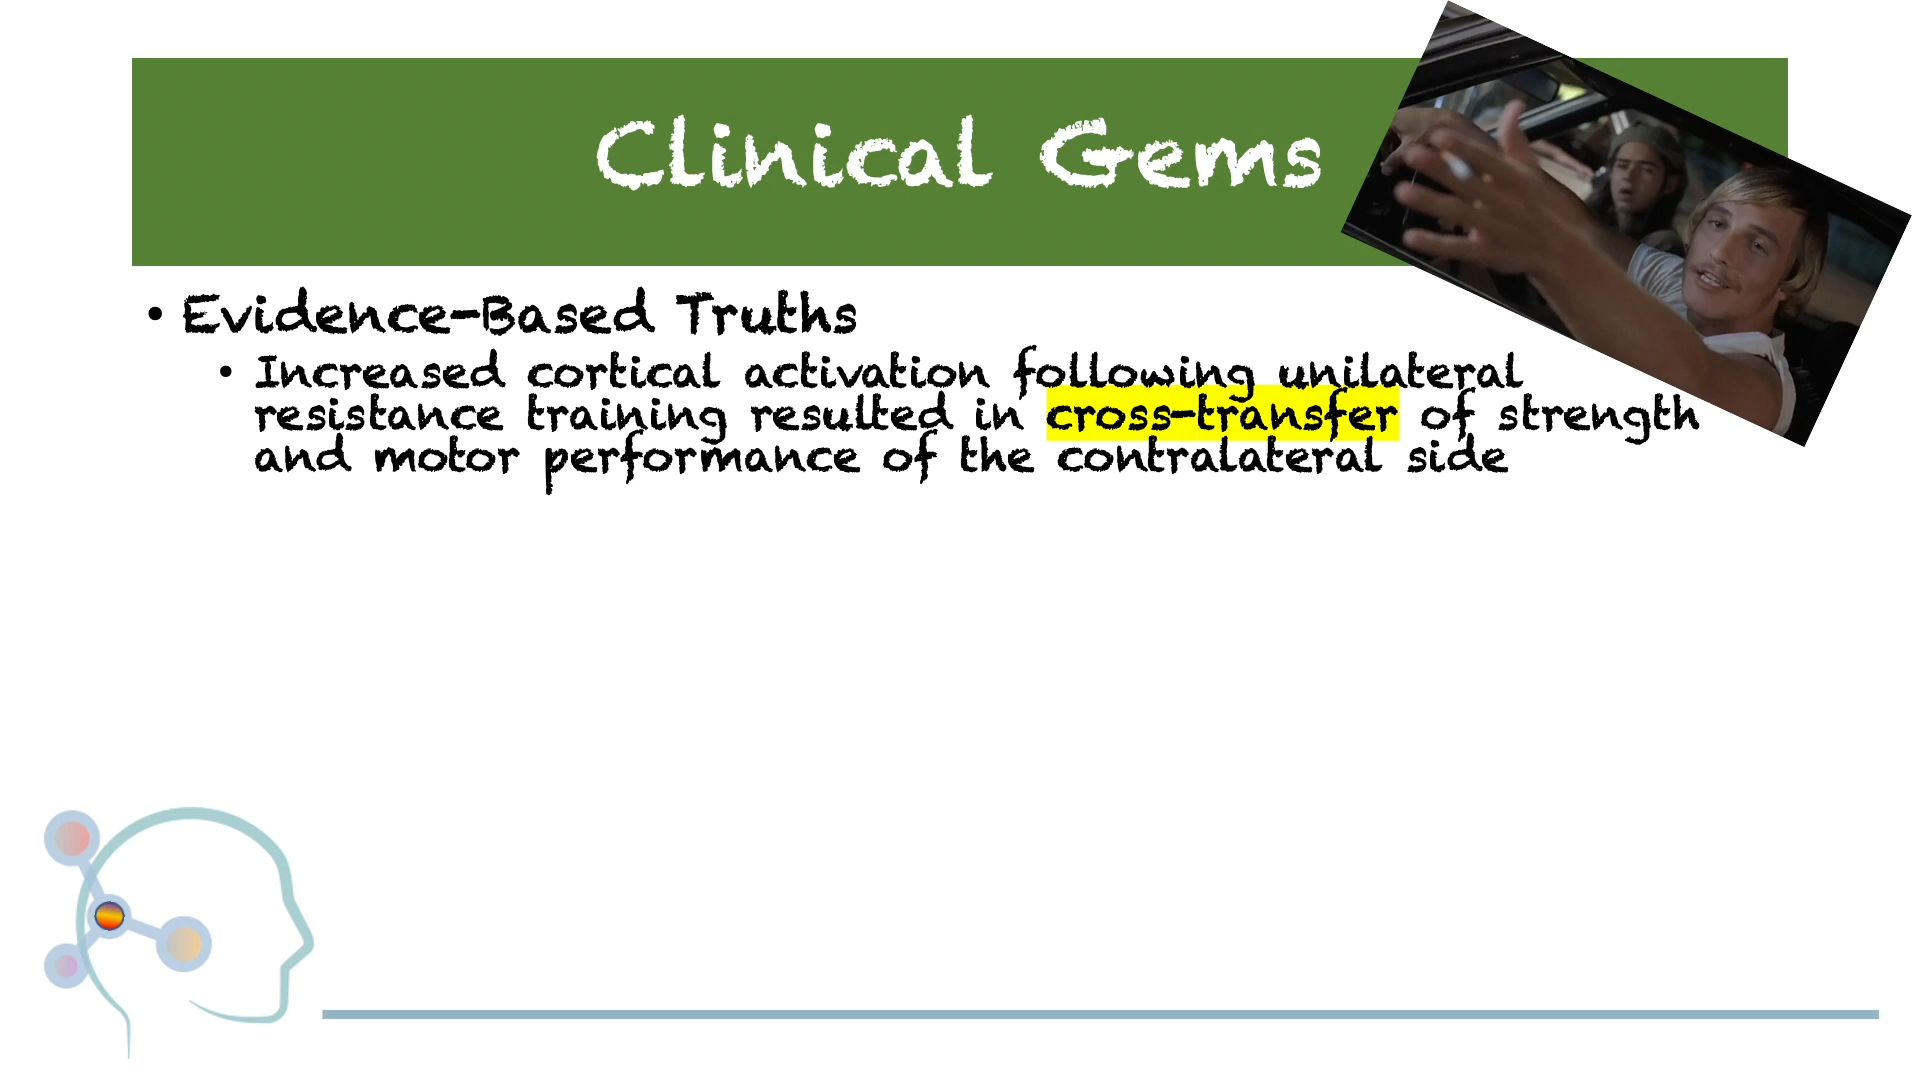 Clinical Gems
• Evidence-Based Truths
• Increased cortical activation following unilateral
resistance training resulted in cross-transfer of strength
and motor performance of the contralateral side